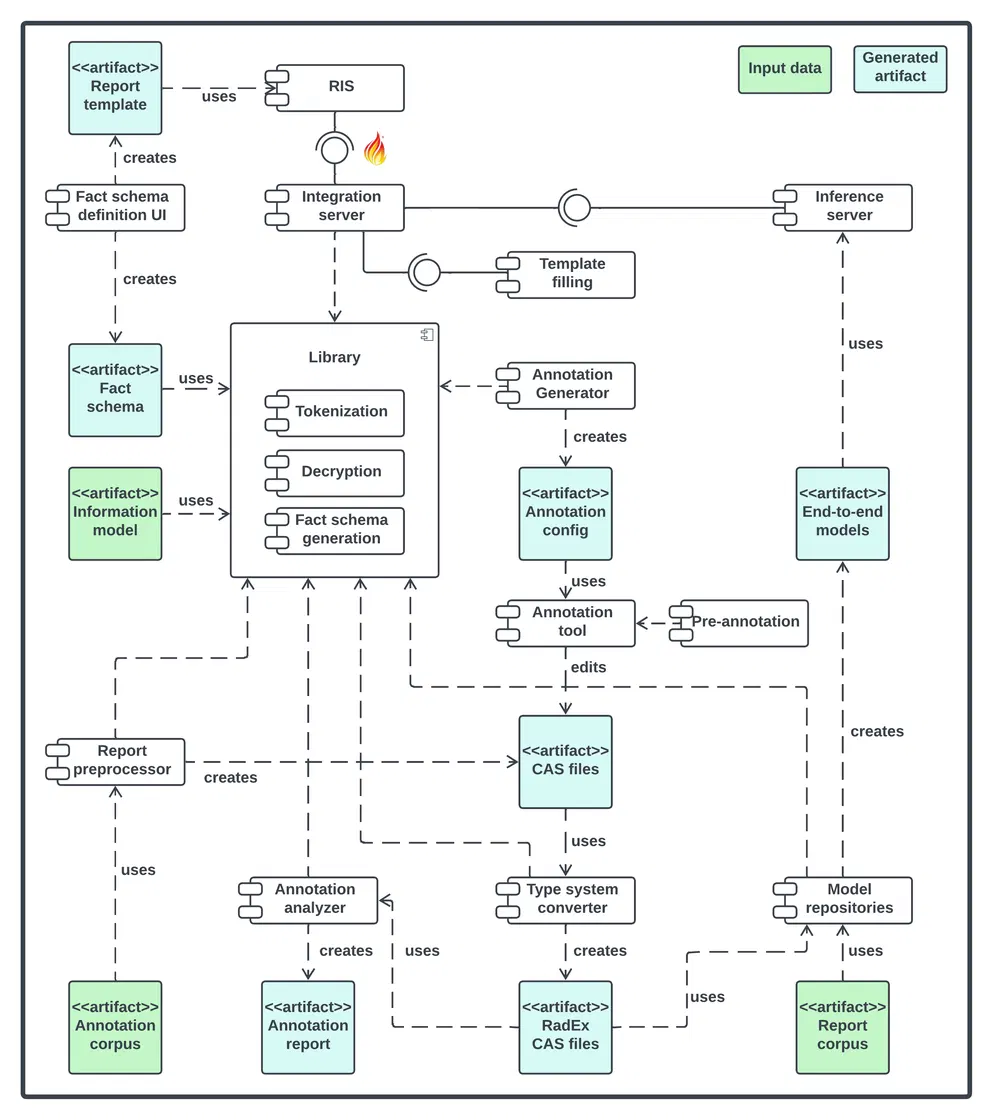 <<artifact>>
Report
template
uses
RIS
Input data
Generated
artifact
creates
Fact schema
definition UI
Integration
server
Inference
server
creates
Template
filling
uses
<<artifact>>
Fact
schema
uses
Library
Tokenization
Decryption
Fact schema
generation
Annotation
Generator
creates
<<artifact>>
Information
model
uses
<<artifact>>
Annotation
config
<<artifact>>
End-to-end
models
uses
Annotation
tool
Pre-annotation
edits
creates
Report
preprocessor
creates
<<artifact>>
CAS files
uses
uses
Annotation
analyzer
Type system
converter
Model
repositories
creates
uses
creates
uses
uses
<<artifact>>
Annotation
corpus
<<artifact>>
Annotation
report
<<artifact>>
RadEx
CAS files
<<artifact>>
Report
corpus